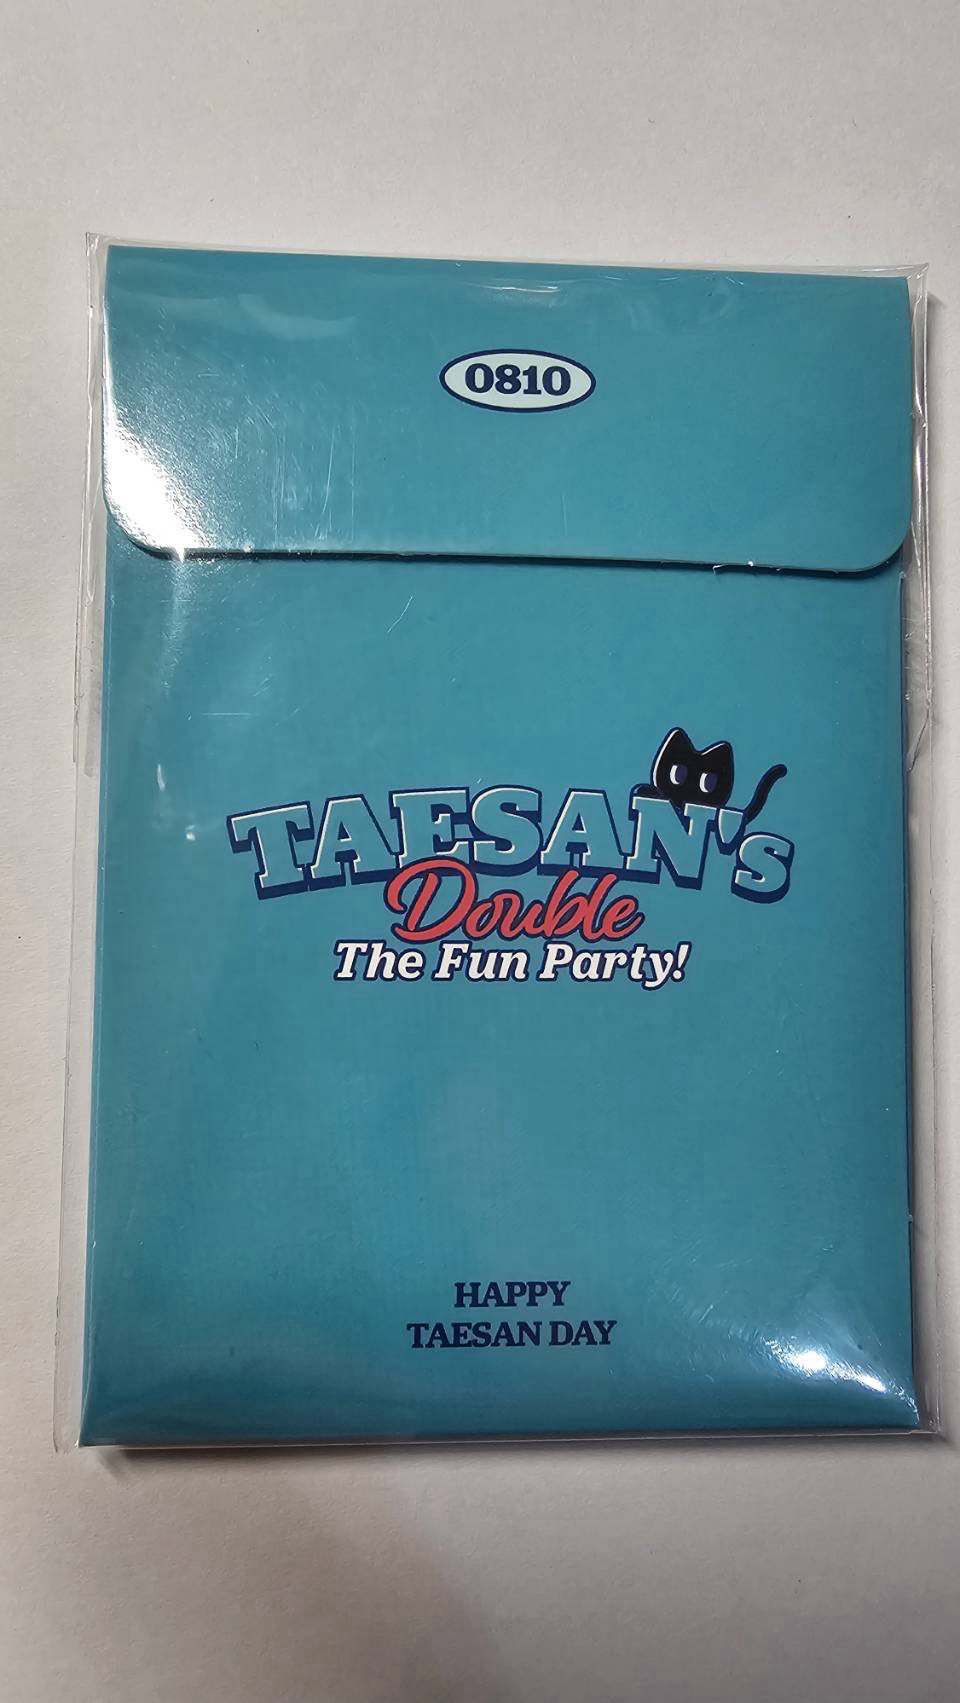 0810
TAESAN's
Double
The Fun Party!
HAPPY
TAESAN DAY